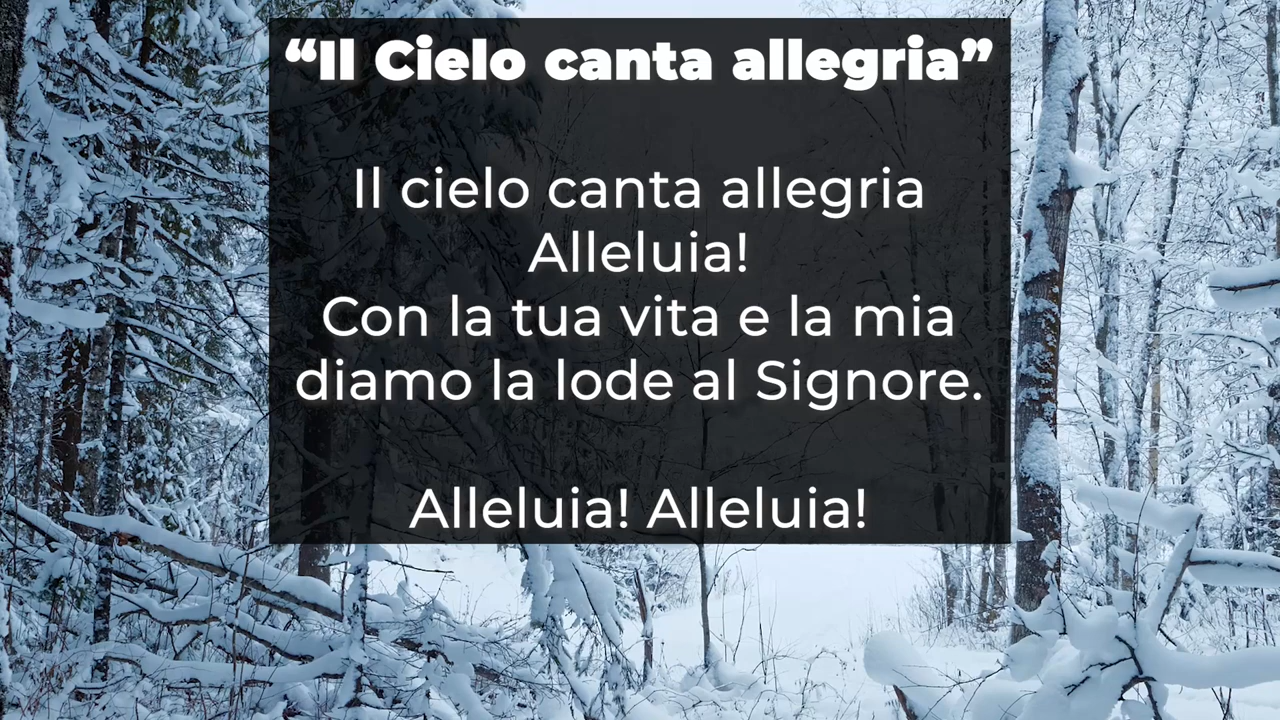 “Il Cielo canta allegria”
Il cielo canta allegria
Alleluia!
Con la tua vita e la mia
diamo la lode al Signore.
Alleluia! Alleluia!